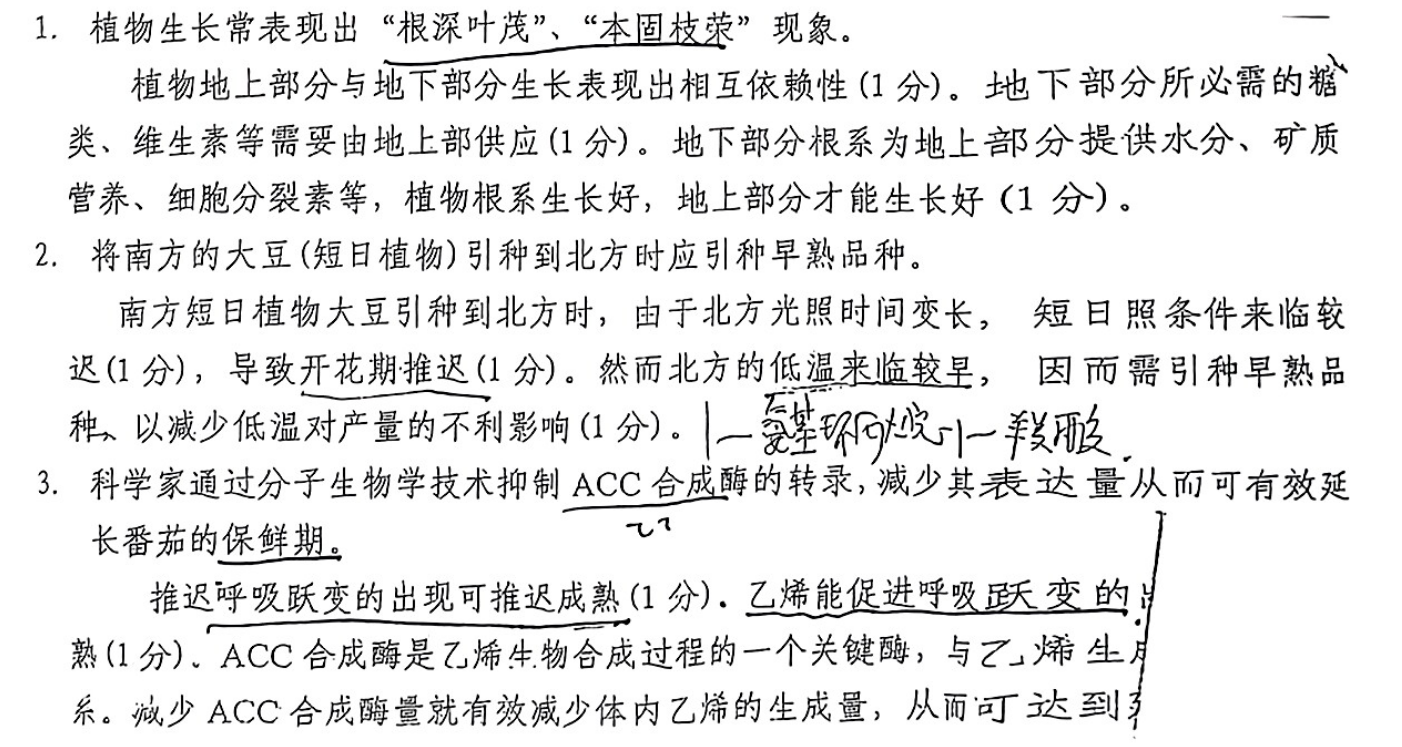 1. 植物生长常表现出“根深叶茂”、“本固枝荣”现象。
植物地上部分与地下部分生长表现出相互依赖性(1 分)。地下部分所必需的糖
类、维生素等需要由地上部供应(1 分)。地下部分根系为地上部分提供水分、矿质
营养、细胞分裂素等，植物根系生长好，地上部分才能生长好(1 分)。
2. 将南方的大豆(短日植物)引种到北方时应引种早熟品种。
南方短日植物大豆引种到北方时，由于北方光照时间变长， 短日照条件来临较
迟(1 分)，导致开花期推迟(1 分)。然而北方的低温来临较早， 因而需引种早熟品
种、以减少低温对产量的不利影响(1 分)。
1—氨基环丙烷-1—羧酸.
3. 科学家通过分子生物学技术抑制 ACC 合成酶的转录,减少其表达量从而可有效延
长番茄的保鲜期。
推迟呼吸跃变的出现可推迟成熟(1 分)．乙烯能促进呼吸跃变的
熟(1 分)、ACC 合成酶是乙烯生物合成过程的一个关键酶，与乙烯生
系。减少 ACC 合成酶量就有效减少体内乙烯的生成量，从而可达到